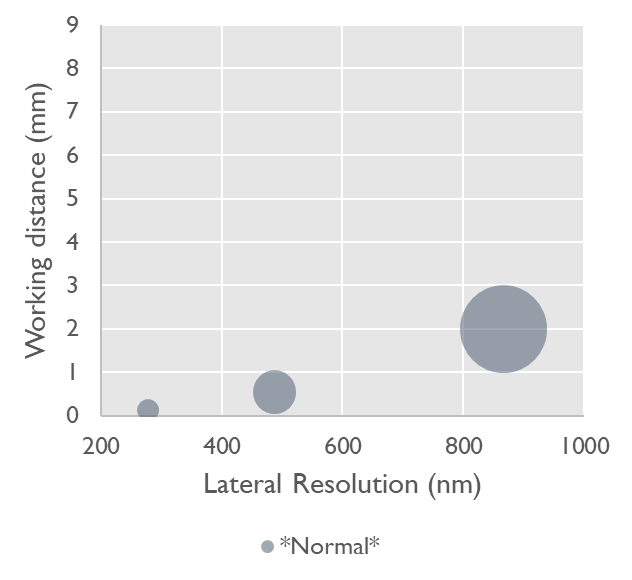 9
8
7
6
5
4
3
2
1
0
Working distance (mm)
200 400 600 800 1000
Lateral Resolution (nm)
*Normal*